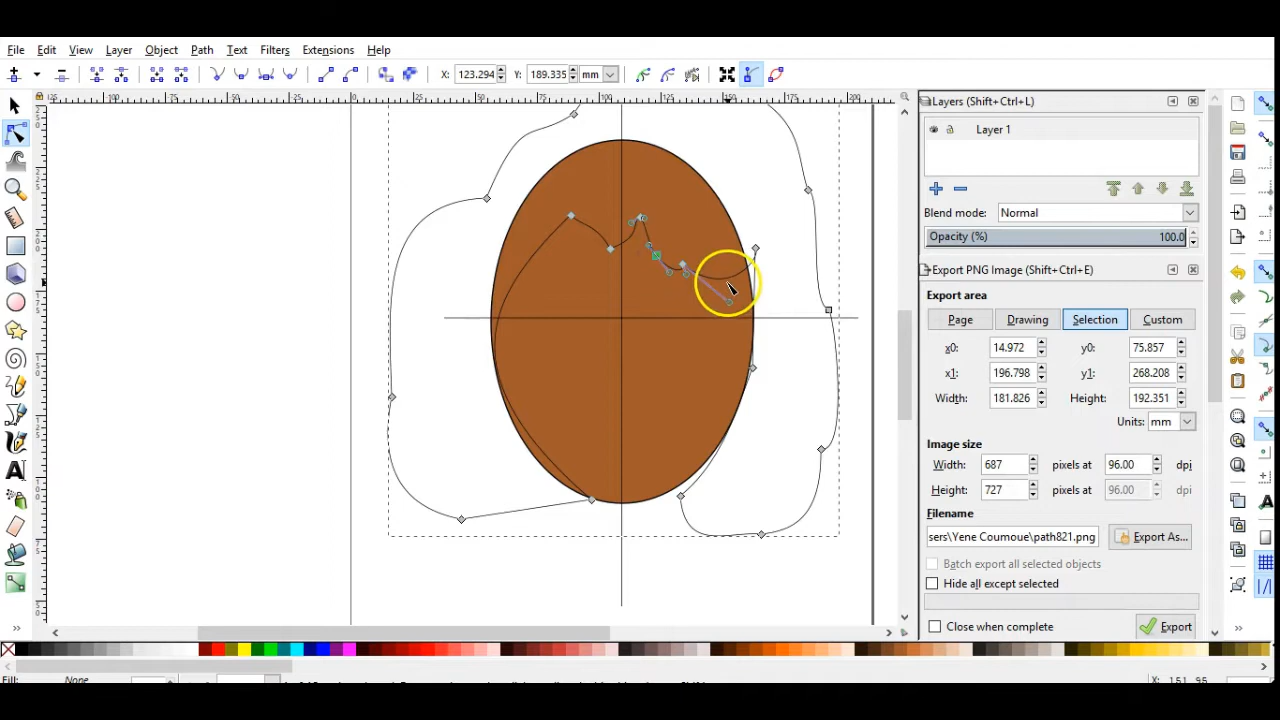 File Edit View Layer Object Path Text Filters Extensions Help
X: 123.294 Y: 189.335 mm
Layers (Shift+Ctrl+L)
Layer 1
Blend mode: Normal
Opacity (%) 100.0
Export PNG Image (Shift+Ctrl+E)
Export area
Page Drawing Selection Custom
x0: 14.972 y0: 75.857
x1: 196.798 y1: 268.208
Width: 181.826 Height: 192.351
Units: mm
Image size
Width: 687 pixels at 96.00 dpi
Height: 727 pixels at 96.00 dpi
Filename
sers\Yene Coumoue\path821.png Export As...
Batch export all selected objects
Hide all except selected
Close when complete Export
Fill: None